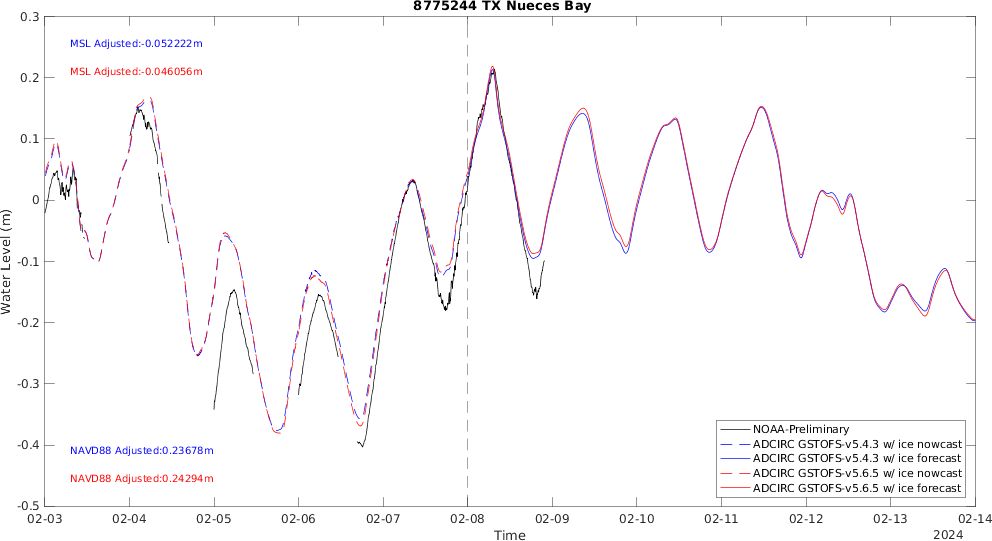 8775244 TX Nueces Bay
0.3
MSL Adjusted:-0.052222m
MSL Adjusted:-0.046056m
0.2
0.1
0
-0.1
-0.2
-0.3
-0.4
-0.5
Water Level (m)
NAVD88 Adjusted:0.23678m
NAVD88 Adjusted:0.24294m
NOAA-Preliminary
ADCIRC GSTOFS-v5.4.3 w/ ice nowcast
ADCIRC GSTOFS-v5.4.3 w/ ice forecast
ADCIRC GSTOFS-v5.6.5 w/ ice nowcast
ADCIRC GSTOFS-v5.6.5 w/ ice forecast
02-03 02-04 02-05 02-06 02-07 02-08 02-09 02-10 02-11 02-12 02-13 02-14
Time
2024